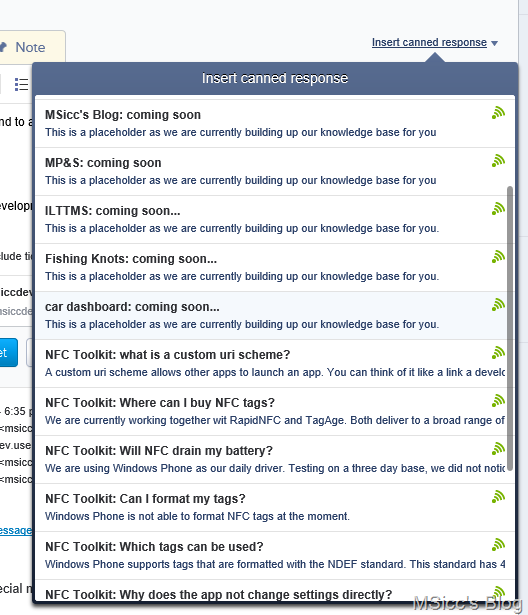 Note
Insert canned response
Insert canned response
MSicc's Blog: coming soon
This is a placeholder as we are currently building up our knowledge base for you
MP&S: coming soon
This is a placeholder as we are currently building up our knowledge base for you
ILTTMS: coming soon...
This is a placeholder as we are currently building up our knowledge base for you.
Fishing Knots: coming soon...
This is a placeholder as we are currently building up our knowledge base for you.
car dashboard: coming soon...
This is a placeholder as we are currently building up our knowledge base for you.
NFC Toolkit: what is a custom uri scheme?
A custom uri scheme allows other apps to launch an app. You can think of it like a link a develo
NFC Toolkit: Where can I buy NFC tags?
We are currently working together wit RapidNFC and TagAge. Both deliver to a broad range of
NFC Toolkit: Will NFC drain my battery?
We are using Windows Phone as our daily driver. Testing on a three day base, we did not notic
NFC Toolkit: Can I format my tags?
Windows Phone is not able to format NFC tags at the moment.
NFC Toolkit: Which tags can be used?
Windows Phone supports tags that are formatted with the NDEF standard. This standard has 4
NFC Toolkit: Why does the app not change settings directly?
nd to a
evelopr
clude tic
siccdev
msiccdev
et
6:35 p
<msicc
ev.use
<msicc
<msicc
essage
ecial n
MSicc's Blog